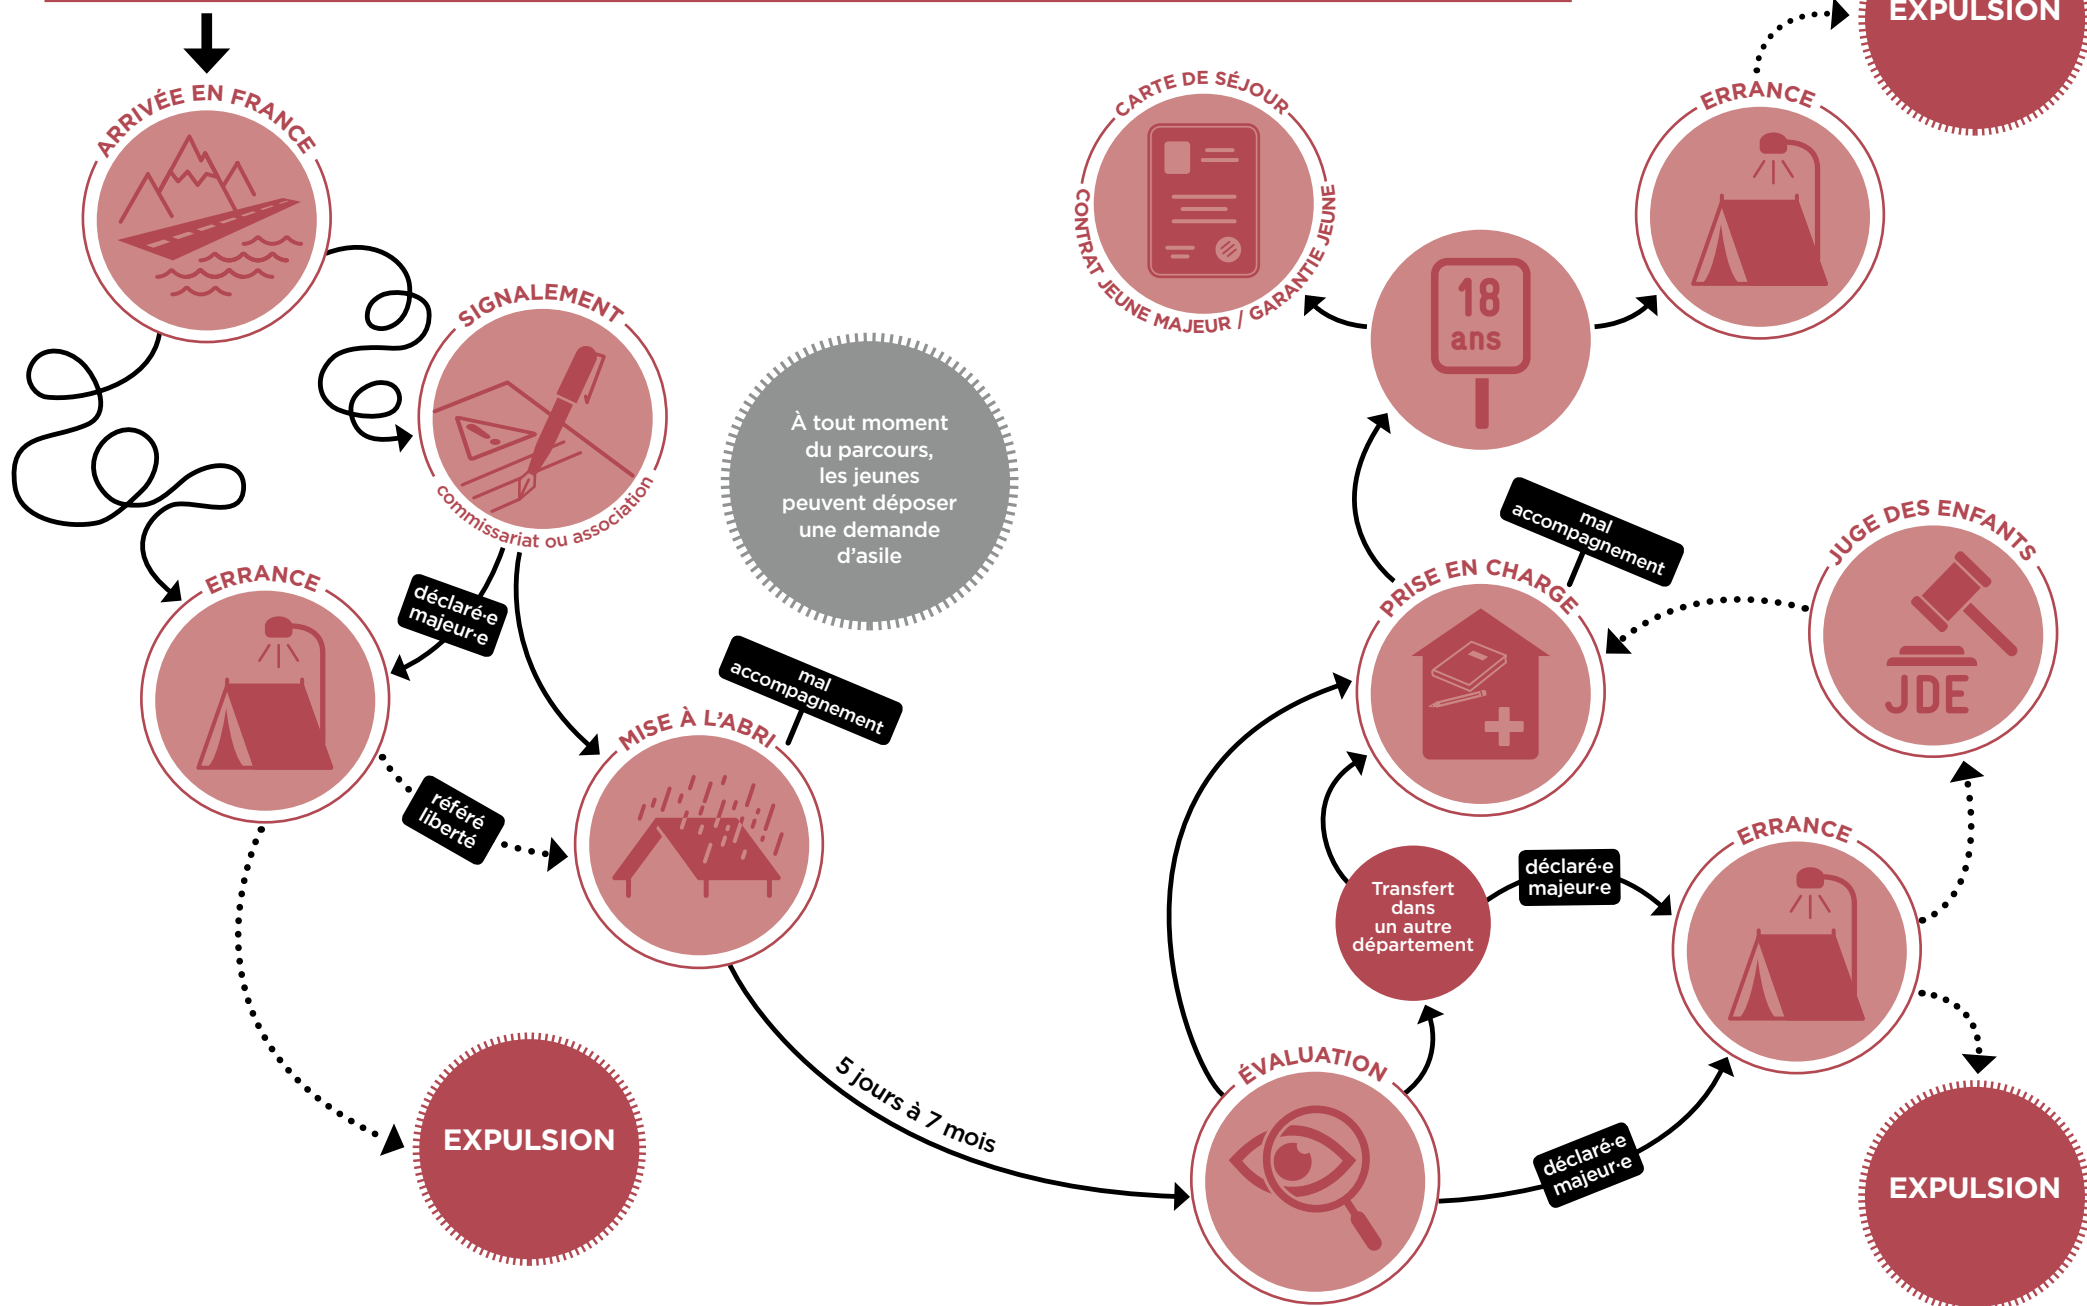 EXPULSION
ARRIVÉE EN FRANCE
SIGNALEMENT
commissariat ou association
À tout moment
du parcours,
les jeunes
peuvent déposer
une demande
d'asile
CARTE DE SÉJOUR
CONTRAT JEUNE MAJEUR / GARANTIE JEUNE
18
ans
ERRANCE
ERRANCE
déclaré·e
majeur·e
référé
liberté
mal
accompagnement
MISE À L'ABRI
EXPULSION
5 jours à 7 mois
mal
accompagnement
PRISE EN CHARGE
JUGE DES ENFANTS
JDE
Transfert
dans
un autre
département
déclaré·e
majeur·e
ERRANCE
ÉVALUATION
déclaré·e
majeur·e
EXPULSION